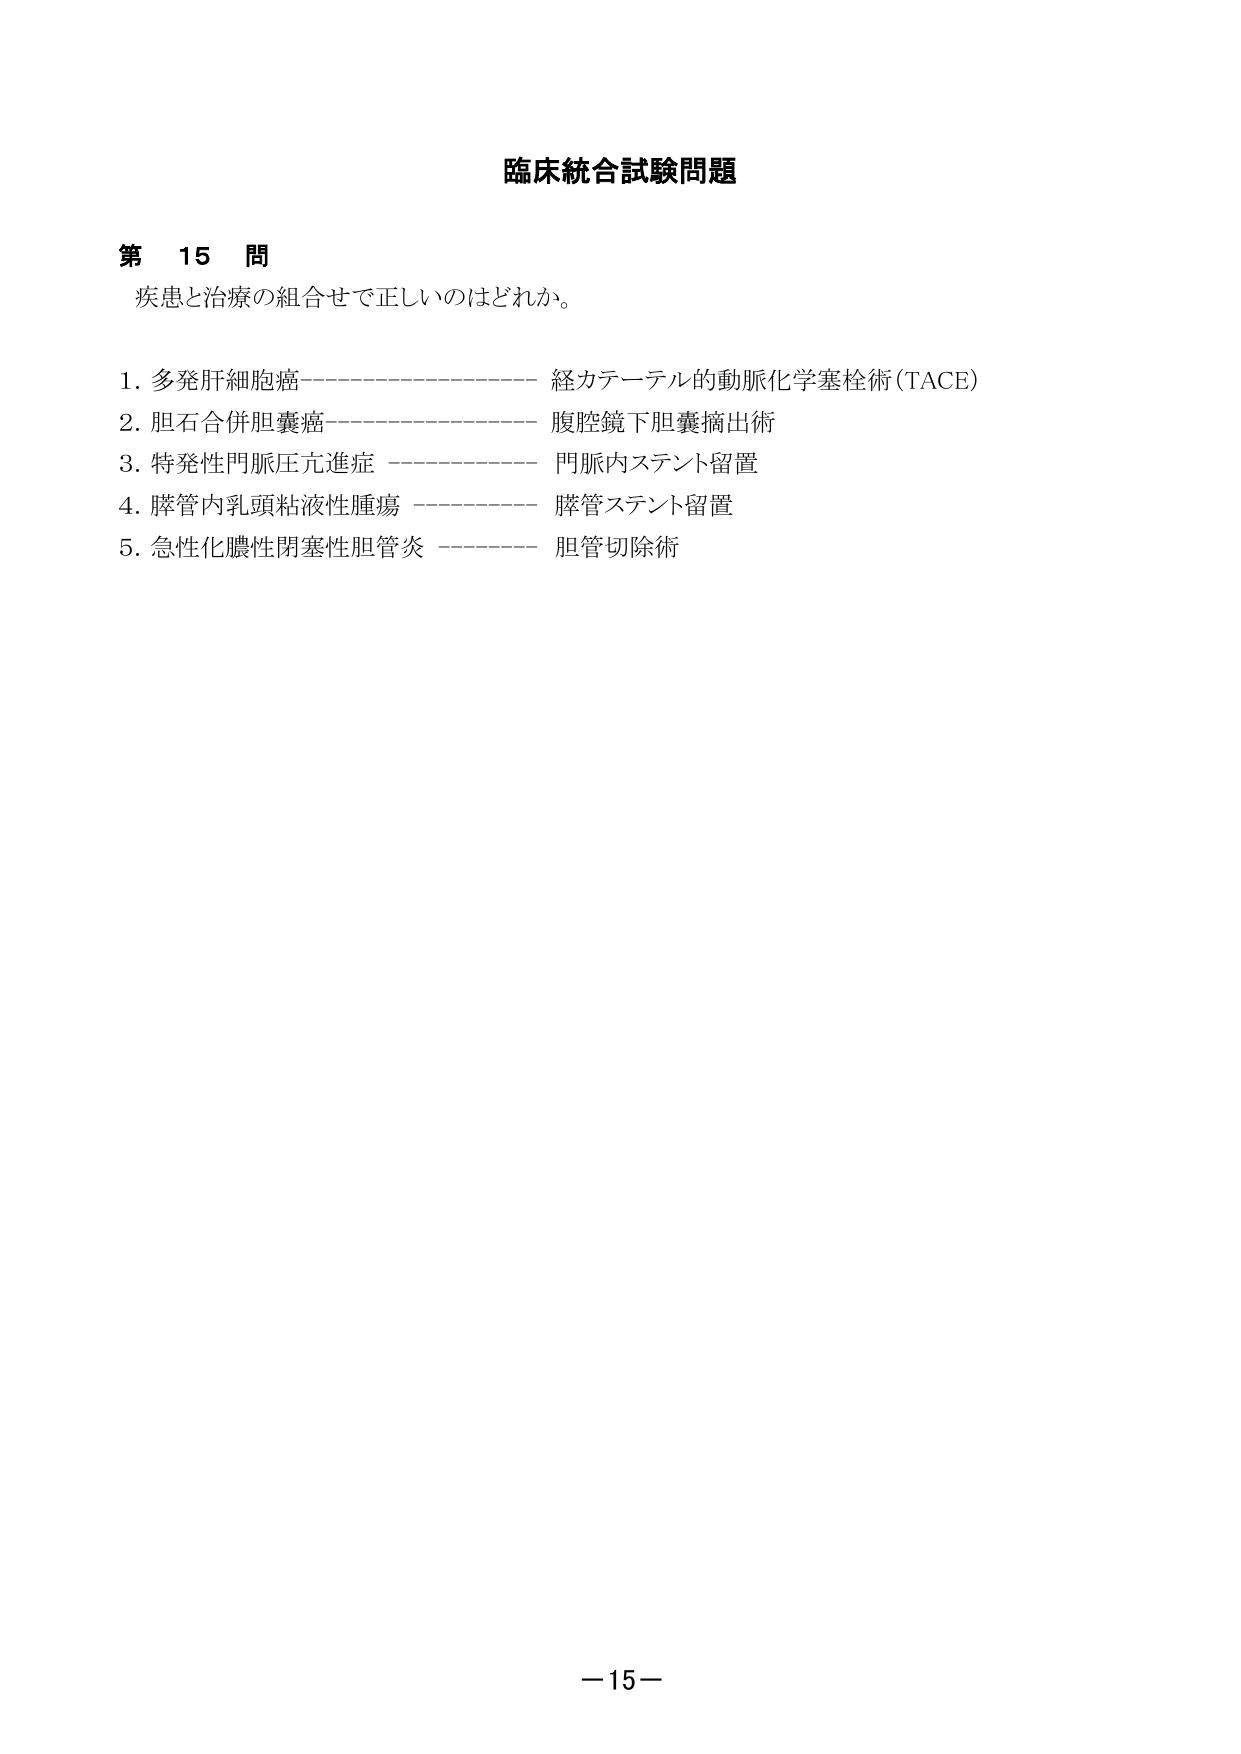 臨床統合試験問題
第 15 問
疾患と治療の組合せで正しいのはどれか。
1. 多発肝細胞癌------------------- 経カテーテル的動脈化学塞栓術(TACE)
2. 胆石合併胆嚢癌----------------- 腹腔鏡下胆嚢摘出術
3. 特発性門脈圧亢進症 ------------ 門脈内ステント留置
4. 膵管内乳頭粘液性腫瘍 ---------- 膵管ステント留置
5. 急性化膿性閉塞性胆管炎 -------- 胆管切除術
―15―